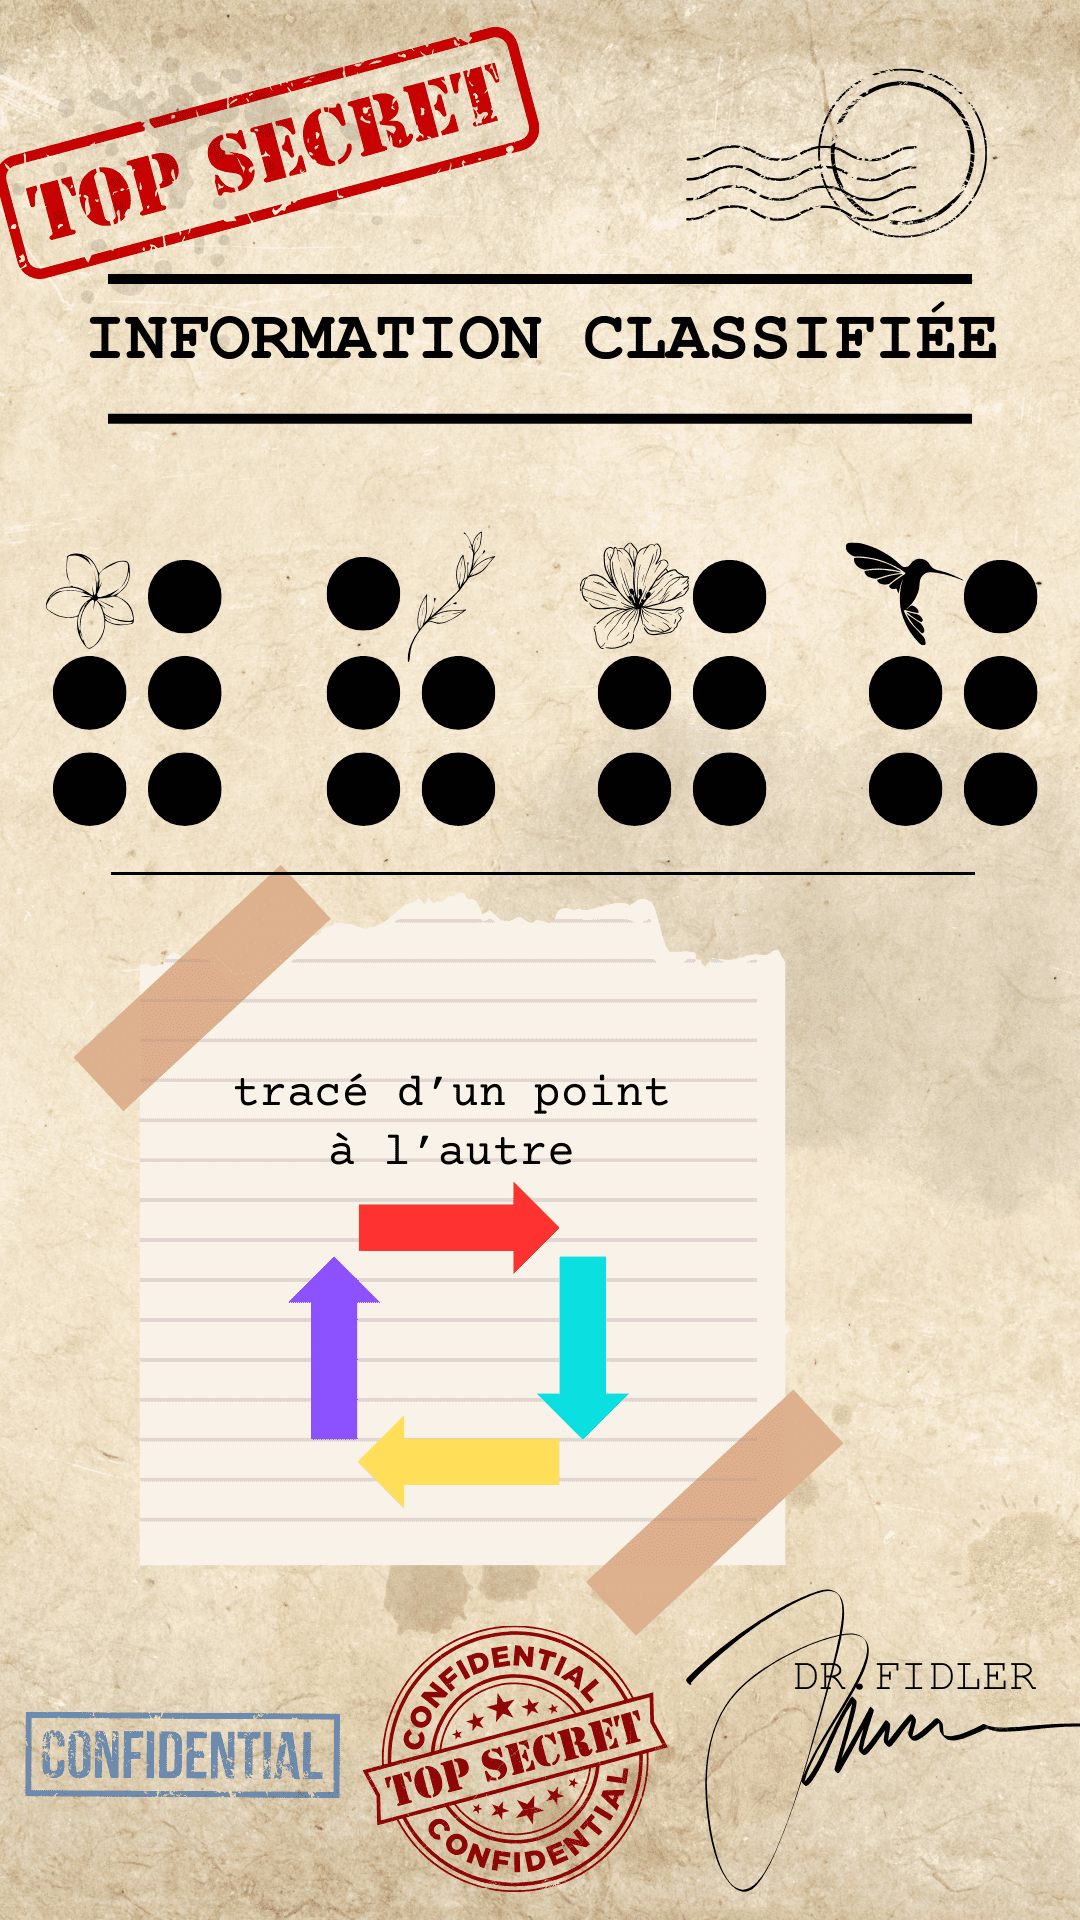 TOP SECRET
INFORMATION CLASSIFIÉE
tracé d’un point
à l’autre
DR FIDLER
CONFIDENTIAL
CONFIDENTIAL
TOP SECRET
CONFIDENTIAL